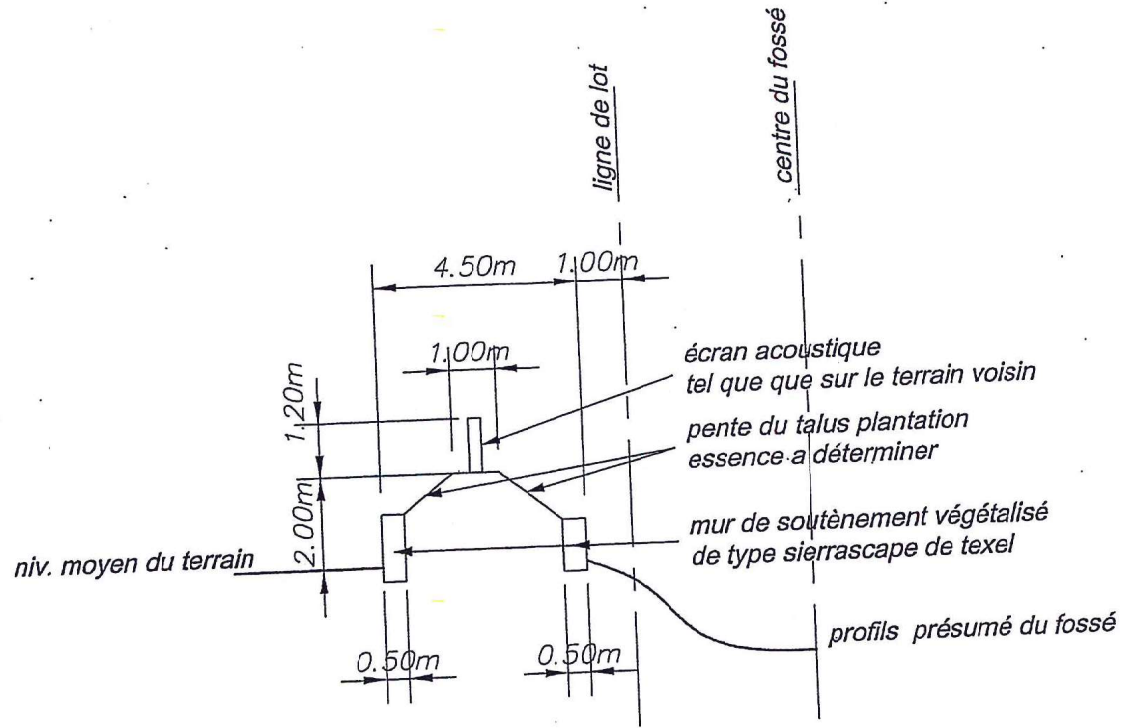 ligne de lot
centre du fossé
4.50m
1.00m
1.00m
écran acoustique
tel que que sur le terrain voisin
1.20m
pente du talus plantation
essence a déterminer
2.00m
mur de soutènement végétalisé
de type sierrascape de texel
niv. moyen du terrain
profils présumé du fossé
0.50m
0.50m